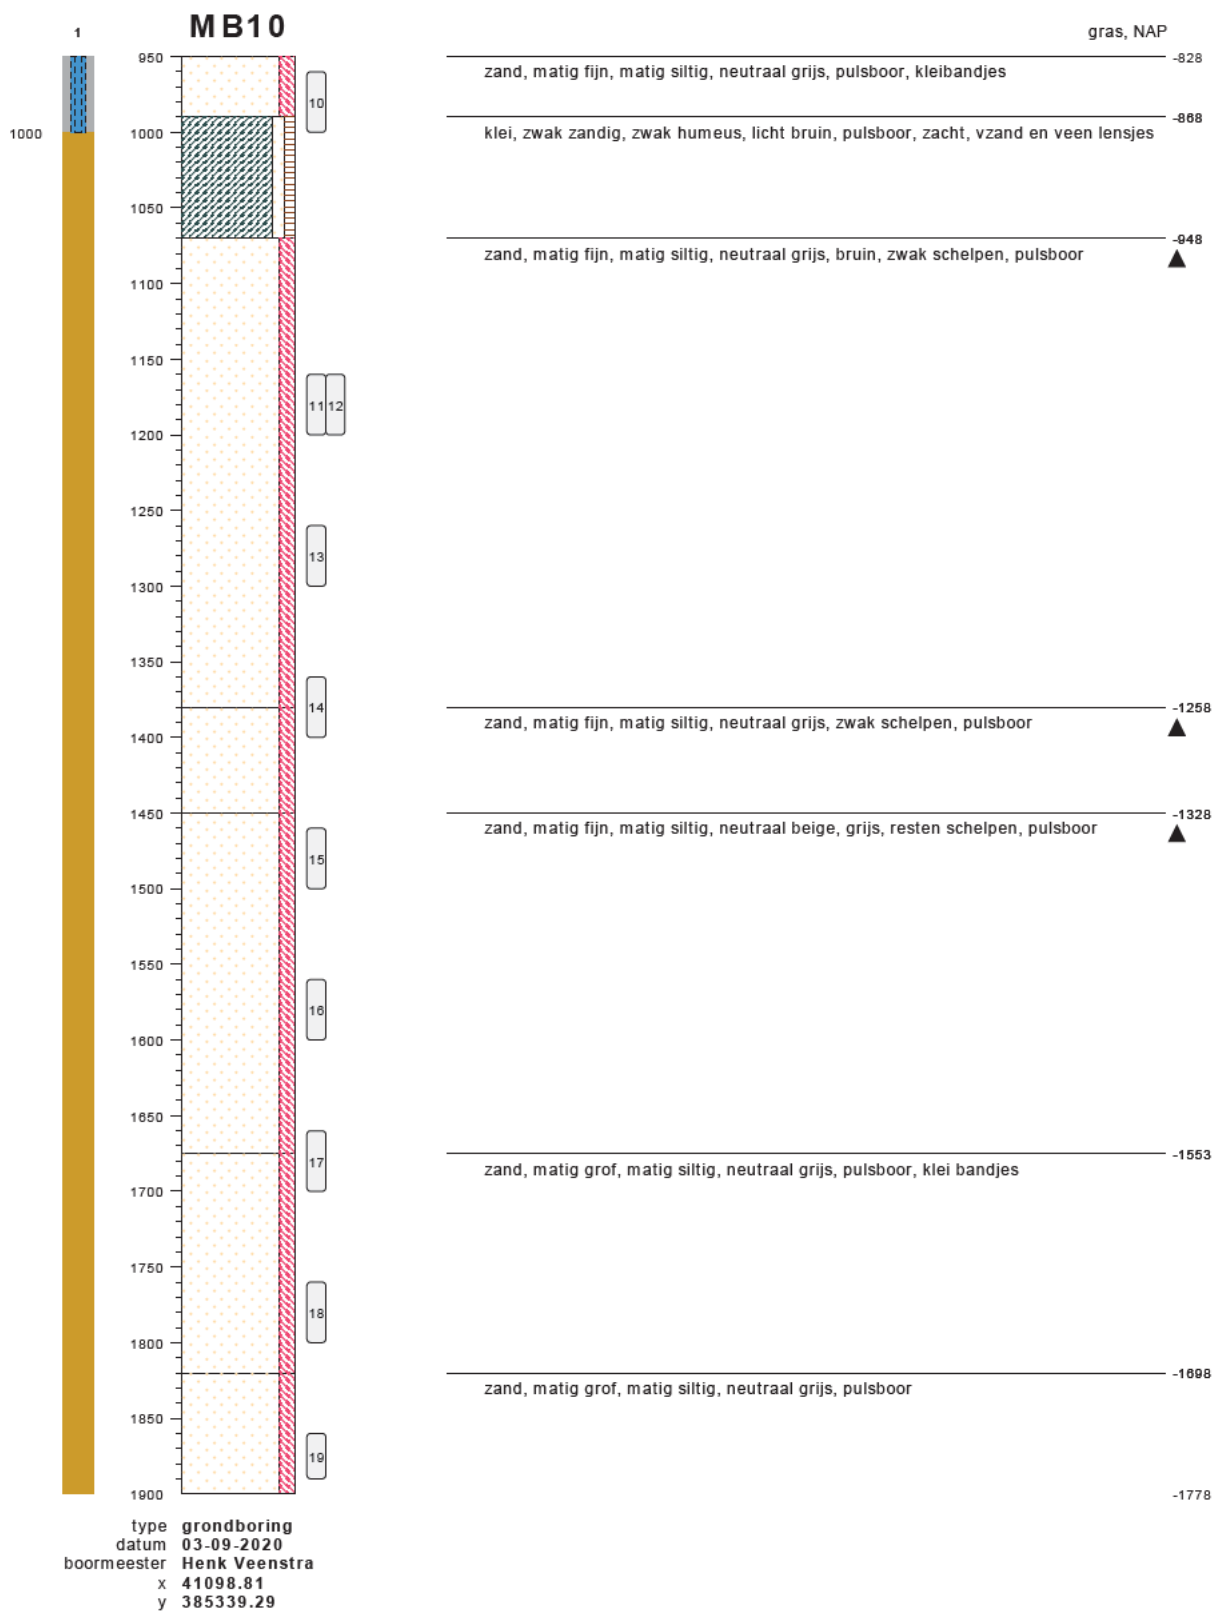 1
MB10
gras, NAP
950
-828
zand, matig fijn, matig siltig, neutraal grijs, pulsboor, kleibandjes
10
-868
1000
1000
klei, zwak zandig, zwak humeus, licht bruin, pulsboor, zacht, vzand en veen lensjes
1050
-948
zand, matig fijn, matig siltig, neutraal grijs, bruin, zwak schelpen, pulsboor
1100
1150
11 12
1200
1250
13
1300
1350
14
-1258
zand, matig fijn, matig siltig, neutraal grijs, zwak schelpen, pulsboor
1400
1450
-1328
zand, matig fijn, matig siltig, neutraal beige, grijs, resten schelpen, pulsboor
15
1500
1550
16
1600
1650
-1553
17
zand, matig grof, matig siltig, neutraal grijs, pulsboor, klei bandjes
1700
1750
18
1800
-1698
zand, matig grof, matig siltig, neutraal grijs, pulsboor
1850
19
1900
-1778
type grondboring
datum 03-09-2020
boormeester Henk Veenstra
x 41098.81
y 385339.29